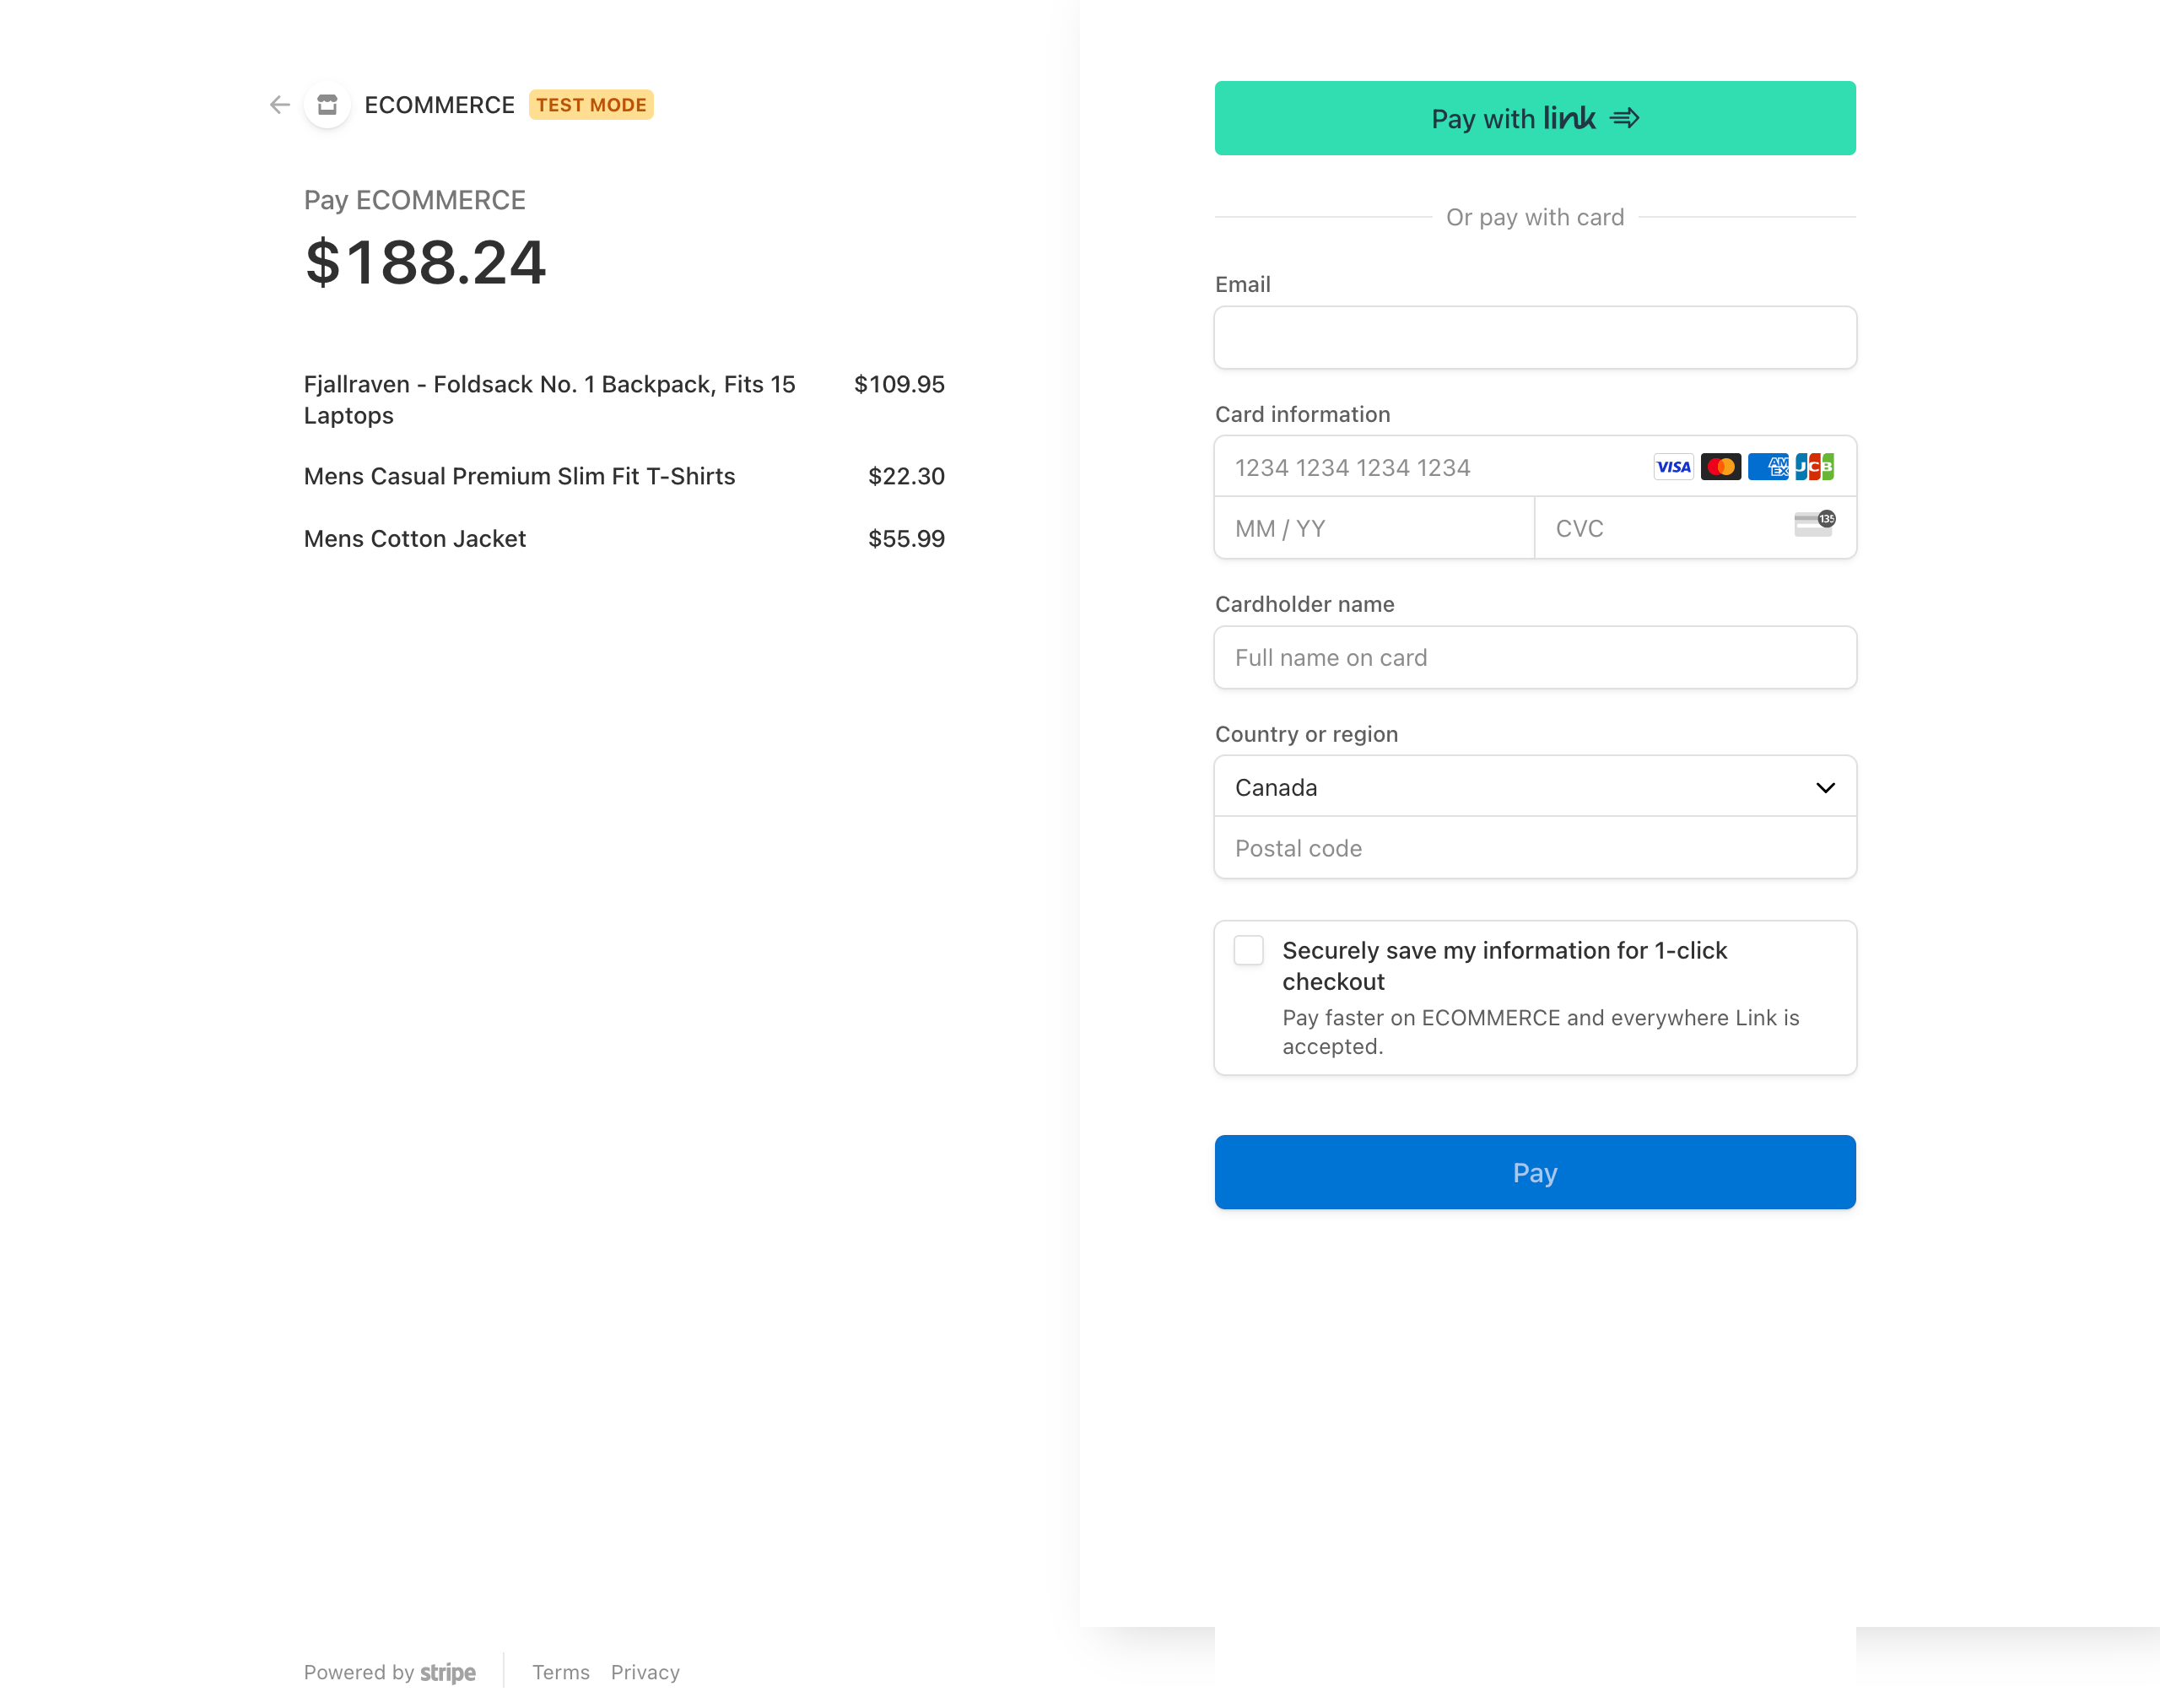 ECOMMERCE TEST MODE
Pay ECOMMERCE
$188.24
Fjallraven - Foldsack No. 1 Backpack, Fits 15 $109.95
Laptops
Mens Casual Premium Slim Fit T-Shirts $22.30
Mens Cotton Jacket $55.99
Powered by stripe Terms Privacy
Pay with link
Or pay with card
Email
Card information
1234 1234 1234 1234 VISA AM EX JCB
MM / YY CVC 135
Cardholder name
Full name on card
Country or region
Canada
Postal code
Securely save my information for 1-click
checkout
Pay faster on ECOMMERCE and everywhere Link is
accepted.
Pay